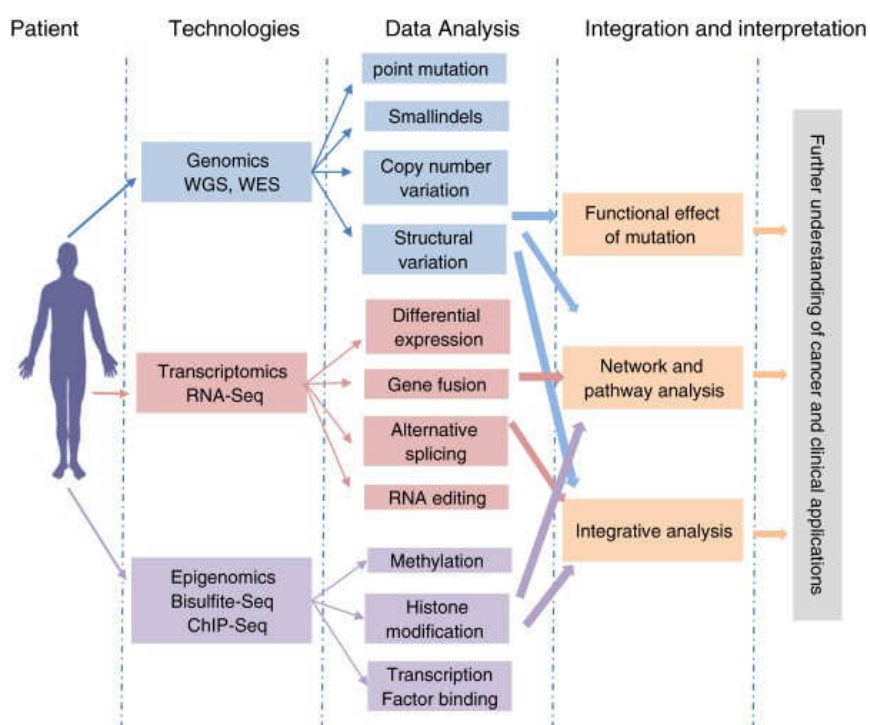 Patient
Technologies
Data Analysis
Integration and interpretation
Genomics
WGS, WES
Transcriptomics
RNA-Seq
Epigenomics
Bisulfite-Seq
ChIP-Seq
point mutation
Smallindels
Copy number
variation
Structural
variation
Differential
expression
Gene fusion
Alternative
splicing
RNA editing
Methylation
Histone
modification
Transcription
Factor binding
Functional effect
of mutation
Network and
pathway analysis
Integrative analysis
Further understanding of cancer and clinical applications